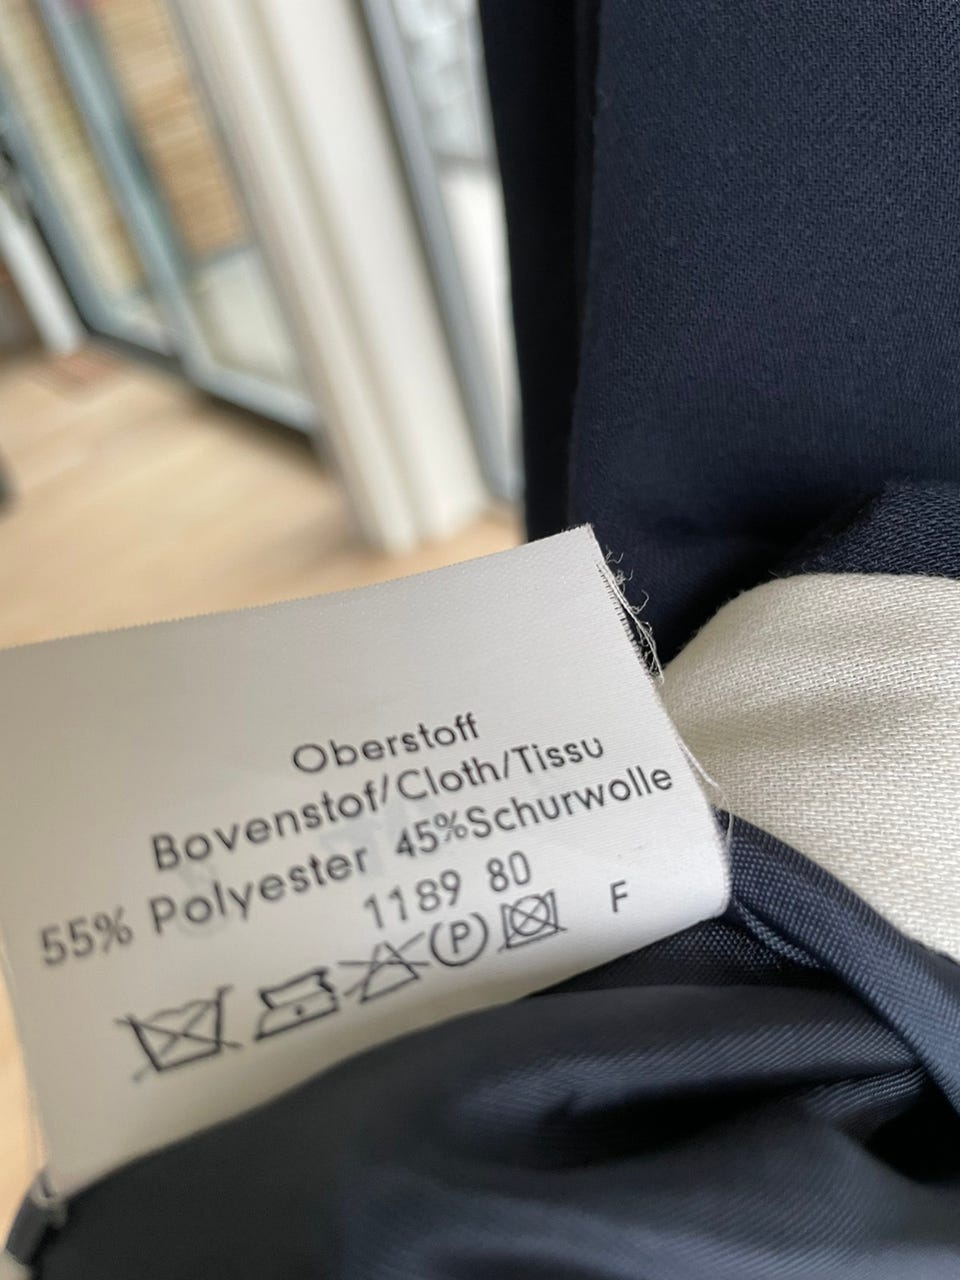 Oberstoff
Bovenstof/Cloth/Tissu
55% Polyester 45%Schurwolle
1189 80
P F